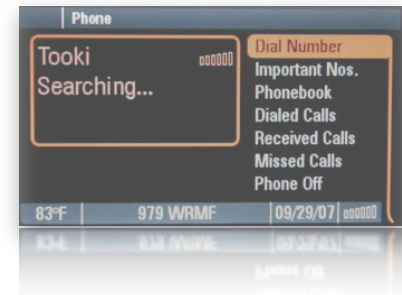 Phone
Tooki
Searching...
Dial Number
Important Nos.
Phonebook
Dialed Calls
Received Calls
Missed Calls
Phone Off
83°F 979 WRMF 09/29/07